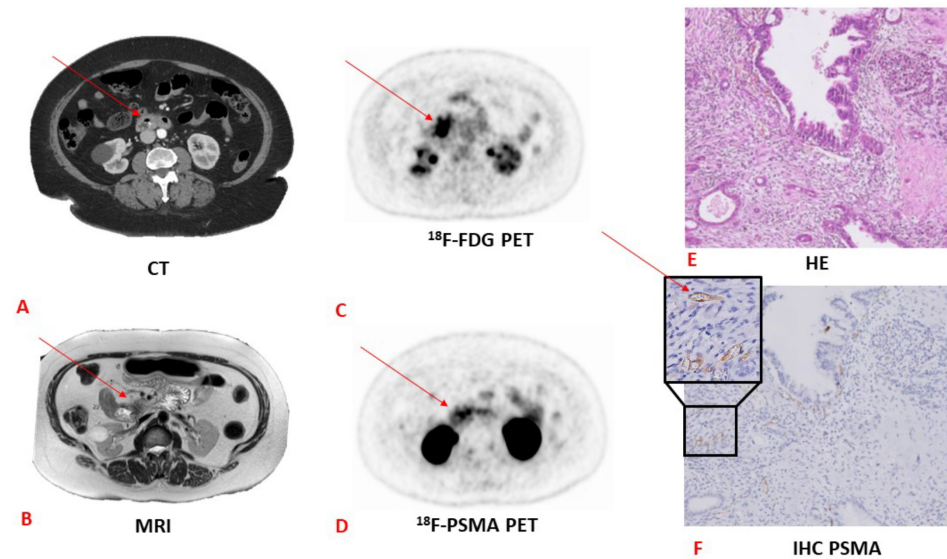 CT
¹⁸F-FDG PET
E
HE
A
C
B
MRI
D
¹⁸F-PSMA PET
F
IHC PSMA